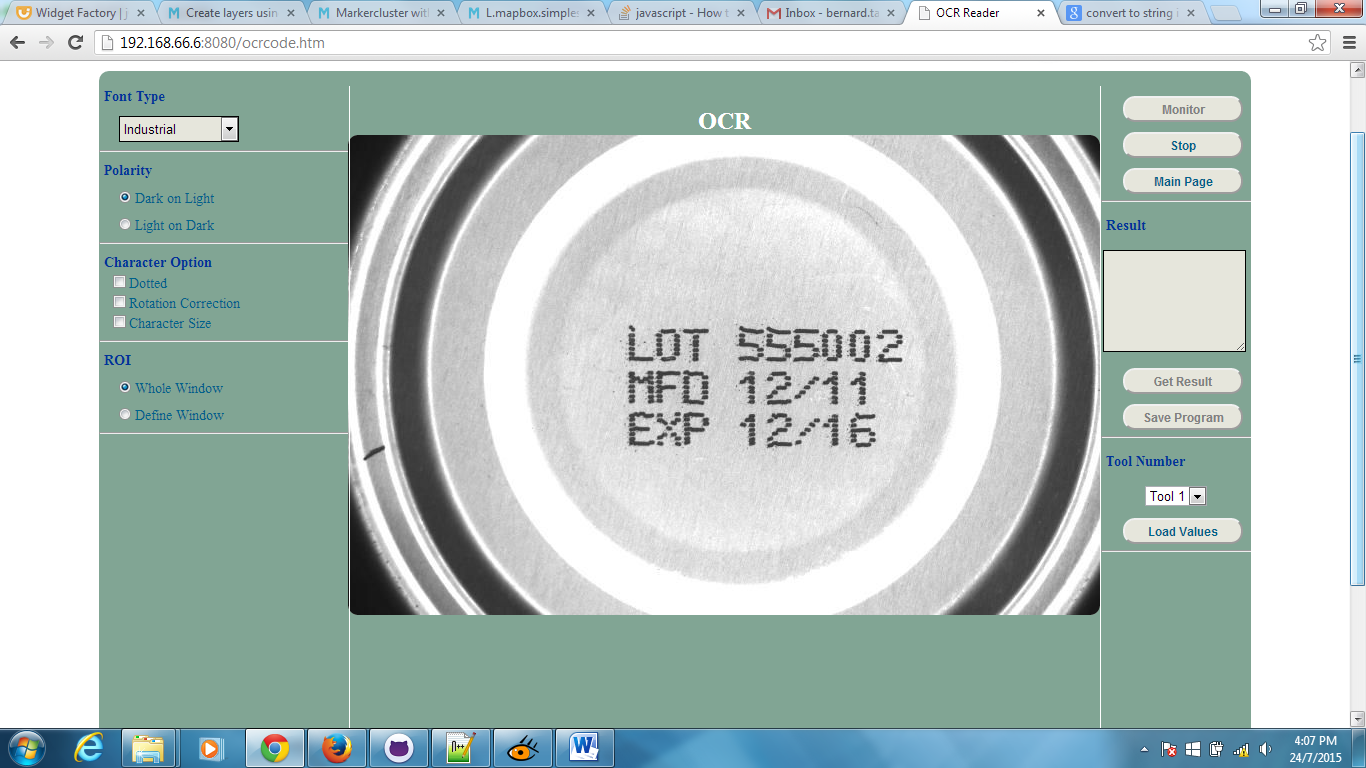 Widget Factory | j
Create layers usin
Markercluster wit
L.mapbox.simples
javascript - How t
Inbox - bernard.ta
OCR Reader
convert to string i
192.168.66.6:8080/ocrcode.htm
Font Type
Industrial
Polarity
Dark on Light
Light on Dark
Character Option
Dotted
Rotation Correction
Character Size
ROI
Whole Window
Define Window
OCR
LOT 555002
MFD 12/11
EXP 12/16
Monitor
Stop
Main Page
Result
Get Result
Save Program
Tool Number
Tool 1
Load Values
4:07 PM
24/7/2015